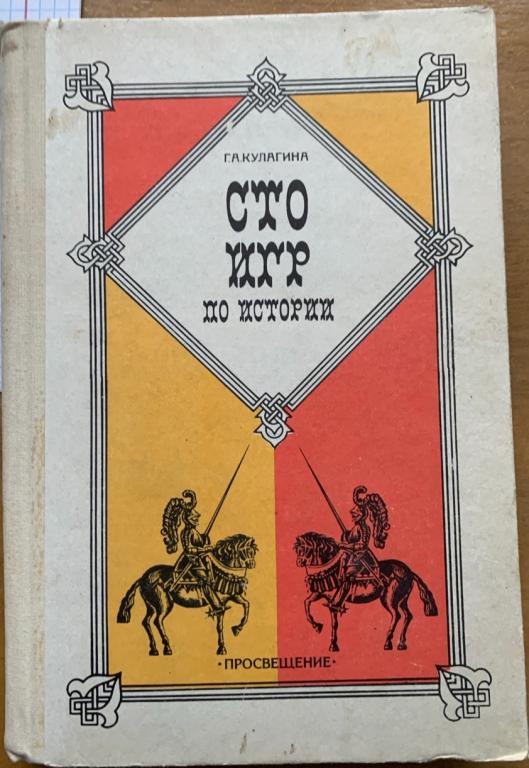 Г.А.КУЛАГИНА
СТО
ИГР
ПО ИСТОРИИ
·ПРОСВЕЩЕНИЕ·